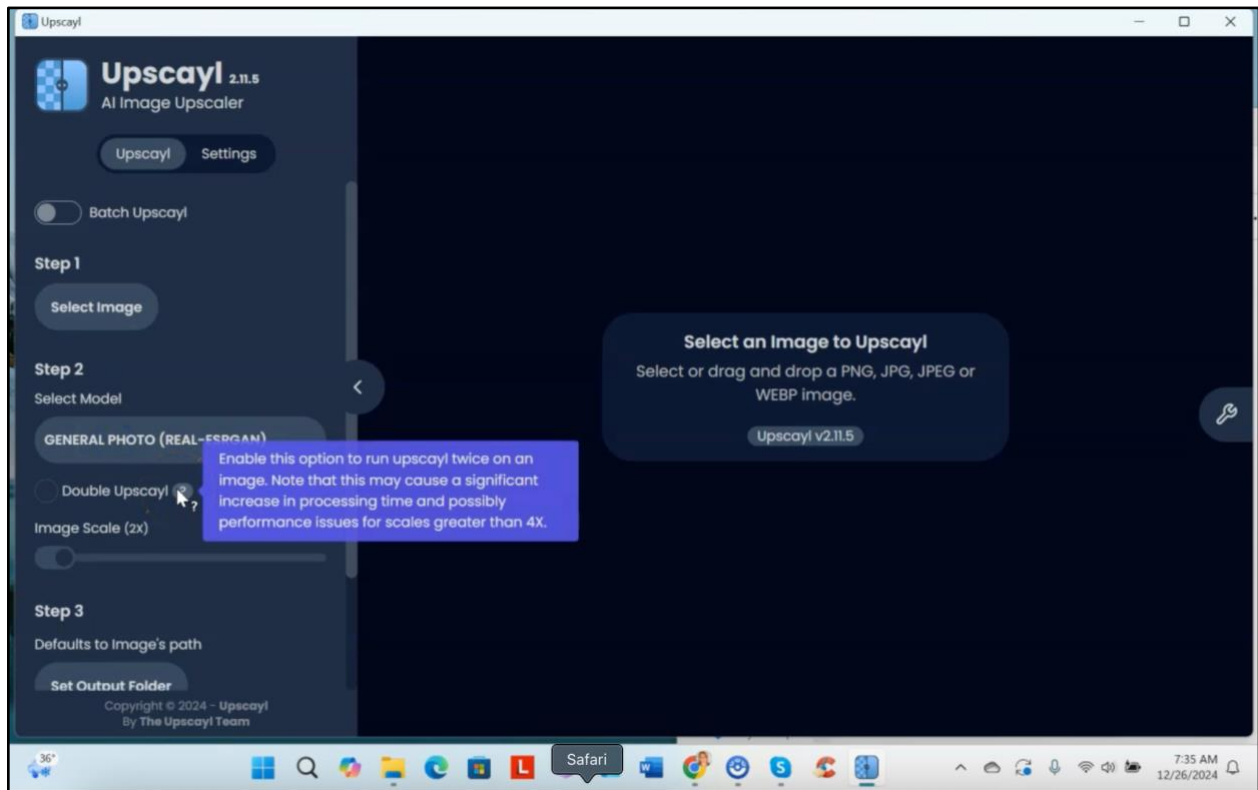 Upscayl
Upscayl 2.11.5
AI Image Upscaler
Upscayl Settings
Batch Upscayl
Step 1
Select Image
Step 2
Select Model
GENERAL PHOTO (REAL-ESRGAN)
Double Upscayl ?
Enable this option to run upscayl twice on an
image. Note that this may cause a significant
increase in processing time and possibly
performance issues for scales greater than 4X.
Image Scale (2X)
Step 3
Defaults to Image's path
Set Output Folder
Copyright © 2024 - Upscayl
By The Upscayl Team
Select an Image to Upscayl
Select or drag and drop a PNG, JPG, JPEG or
WEBP image.
Upscayl v2.11.5
36°
L
Safari
W
S
7:35 AM
12/26/2024